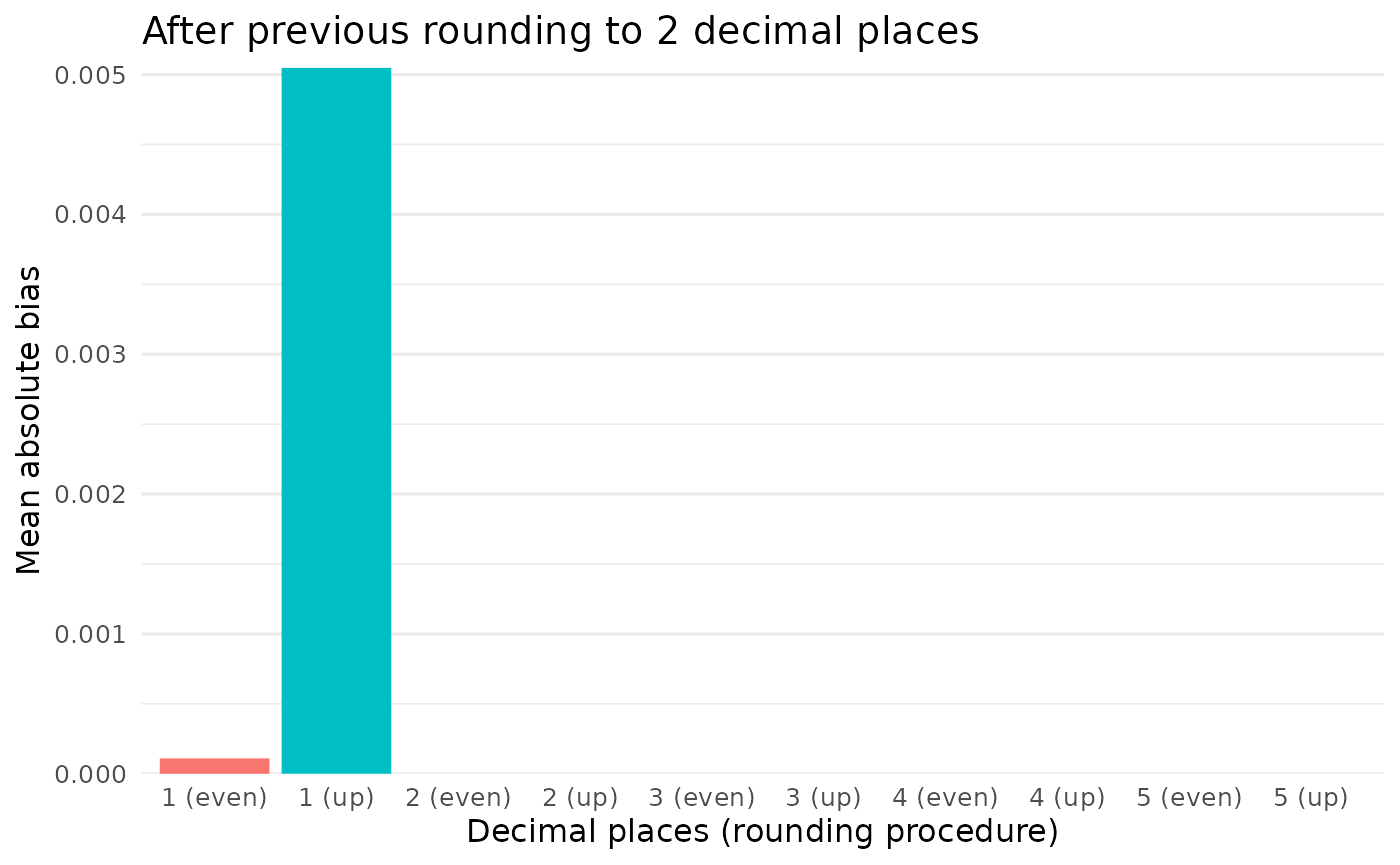 After previous rounding to 2 decimal places
Mean absolute bias
0.005
0.004
0.003
0.002
0.001
0.000
1 (even) 1 (up) 2 (even) 2 (up) 3 (even) 3 (up) 4 (even) 4 (up) 5 (even) 5 (up)
Decimal places (rounding procedure)